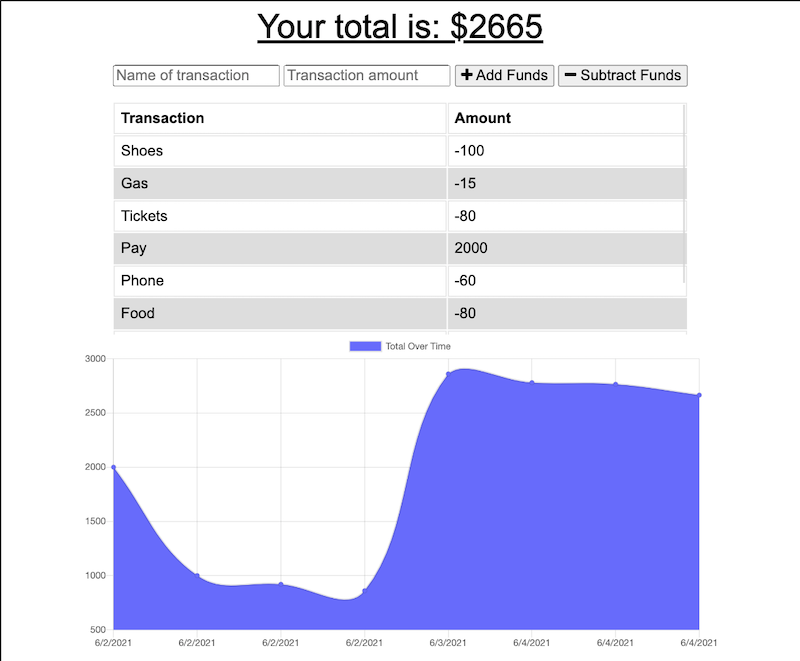 Your total is: $2665
Name of transaction Transaction amount + Add Funds − Subtract Funds
Transaction Amount
Shoes -100
Gas -15
Tickets -80
Pay 2000
Phone -60
Food -80
Total Over Time
3000
2500
2000
1500
1000
500
6/2/2021 6/2/2021 6/2/2021 6/2/2021 6/3/2021 6/4/2021 6/4/2021 6/4/2021